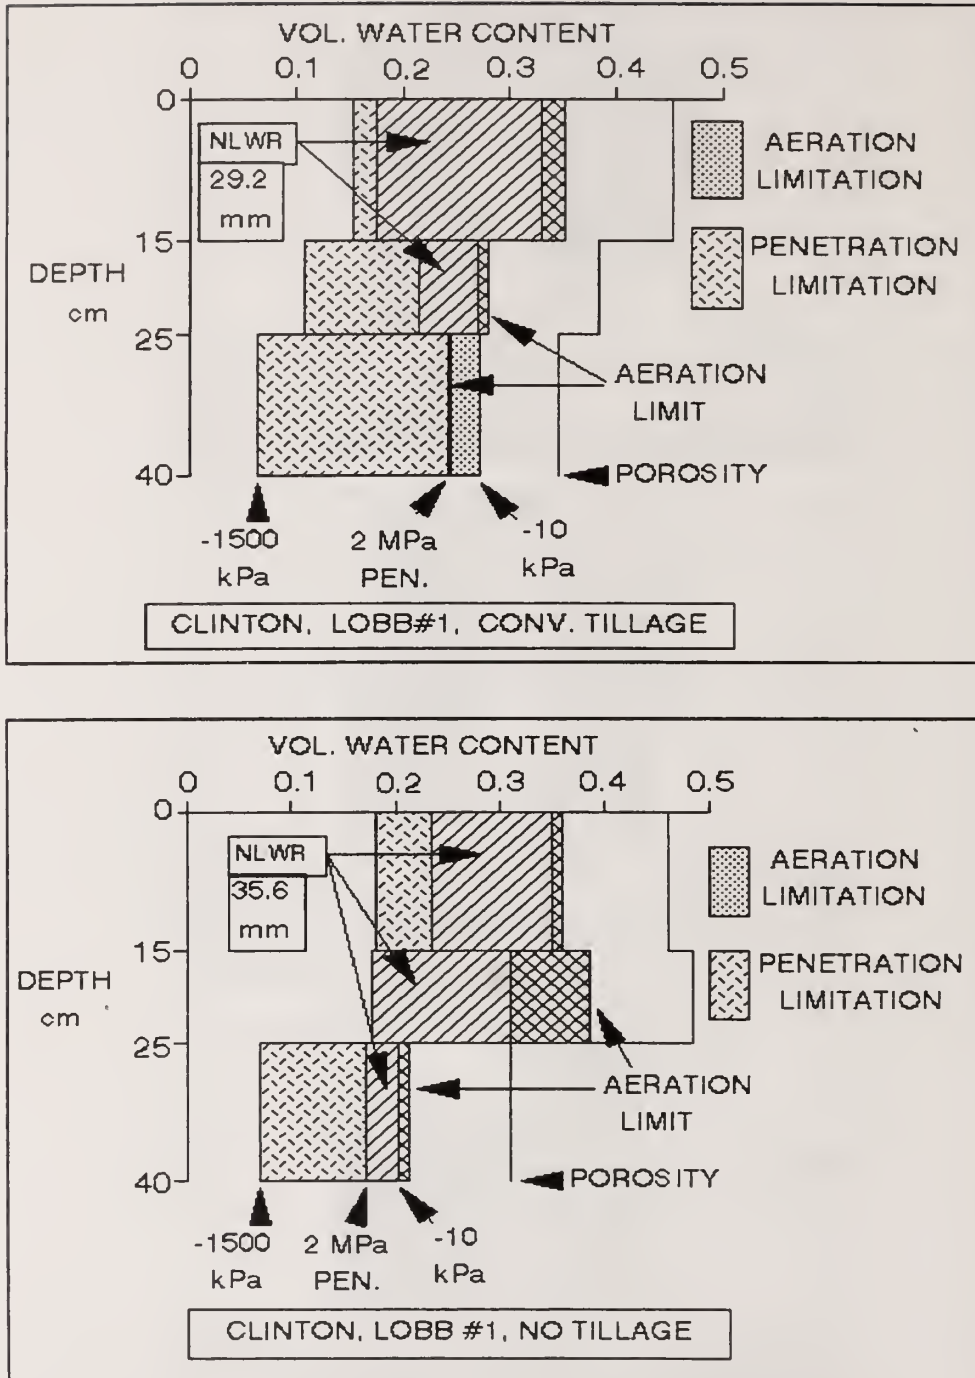 VOL. WATER CONTENT
0 0.1 0.2 0.3 0.4 0.5
0
NLWR
29.2
mm
AERATION
LIMITATION
15
PENETRATION
LIMITATION
DEPTH
cm
25
AERATION
LIMIT
40
POROSITY
-1500
kPa
2 MPa
PEN.
-10
kPa
CLINTON, LOBB#1, CONV. TILLAGE
VOL. WATER CONTENT
0 0.1 0.2 0.3 0.4 0.5
0
NLWR
35.6
mm
AERATION
LIMITATION
15
PENETRATION
LIMITATION
DEPTH
cm
25
AERATION
LIMIT
40
POROSITY
-1500
kPa
2 MPa
PEN.
-10
kPa
CLINTON, LOBB #1, NO TILLAGE